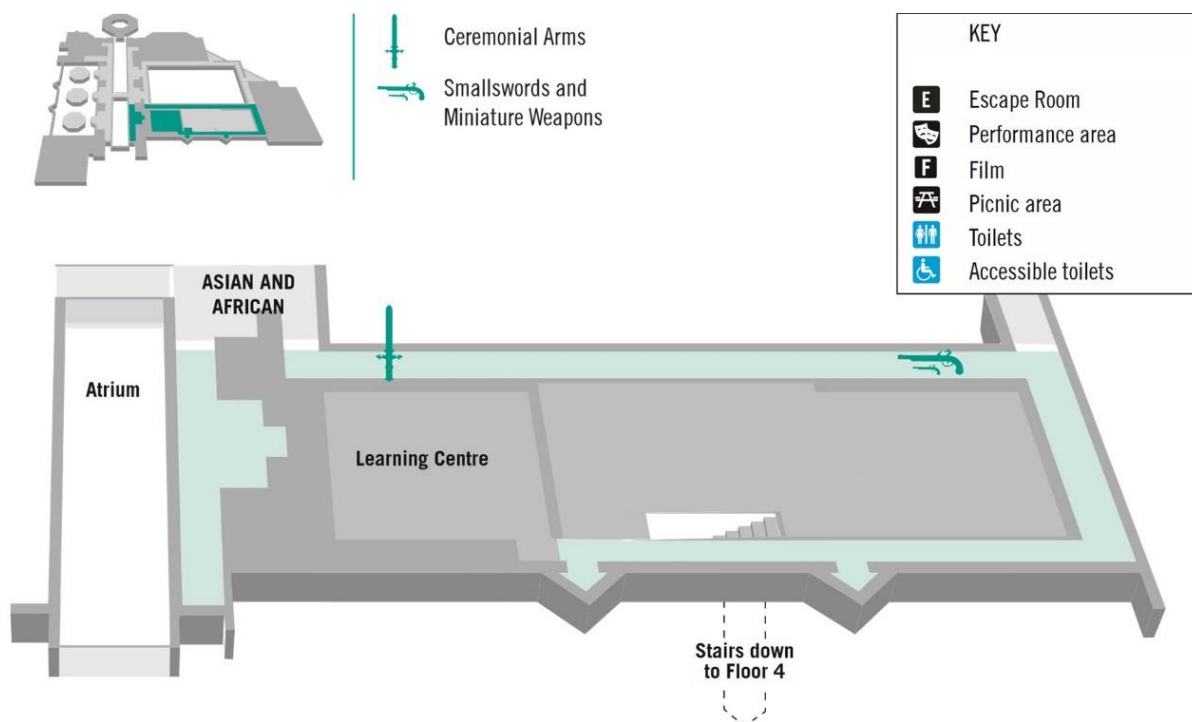 Ceremonial Arms
Smallswords and
Miniature Weapons
KEY
E Escape Room
Performance area
F Film
Picnic area
Toilets
Accessible toilets
ASIAN AND
AFRICAN
Atrium
Learning Centre
Stairs down
to Floor 4